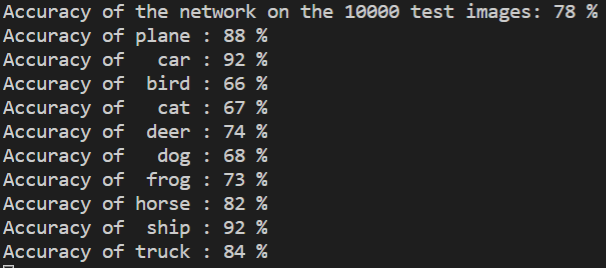 Accuracy of the network on the 10000 test images: 78 %
Accuracy of plane : 88 %
Accuracy of   car : 92 %
Accuracy of  bird : 66 %
Accuracy of   cat : 67 %
Accuracy of  deer : 74 %
Accuracy of   dog : 68 %
Accuracy of  frog : 73 %
Accuracy of horse : 82 %
Accuracy of  ship : 92 %
Accuracy of truck : 84 %